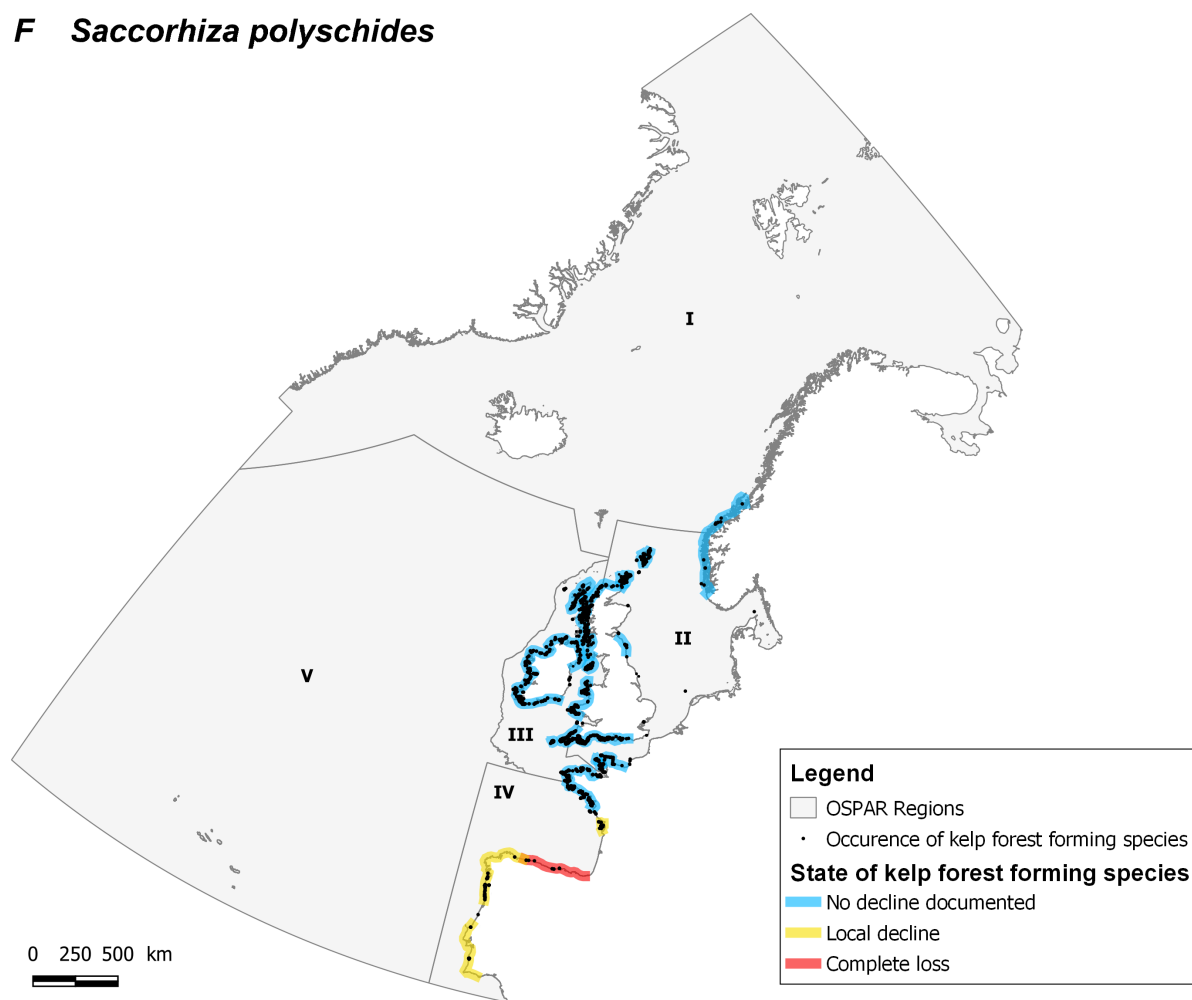 F Saccorhiza polyschides
I
II
V
III
IV
Legend
OSPAR Regions
Occurence of kelp forest forming species
State of kelp forest forming species
No decline documented
Local decline
Complete loss
0 250 500 km